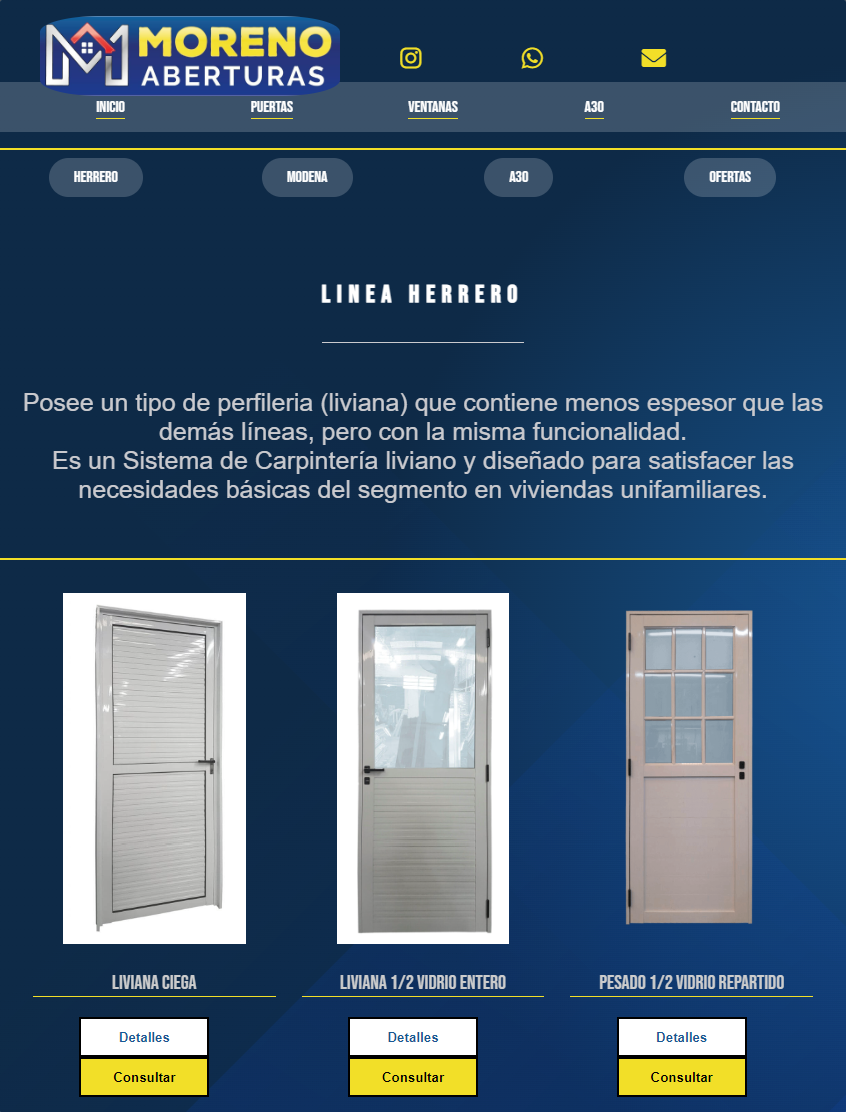 MORENO
ABERTURAS
INICIO
PUERTAS
VENTANAS
A30
CONTACTO
HERRERO
MODENA
A30
OFERTAS
LINEA HERRERO
Posee un tipo de perfileria (liviana) que contiene menos espesor que las
demás líneas, pero con la misma funcionalidad.
Es un Sistema de Carpintería liviano y diseñado para satisfacer las
necesidades básicas del segmento en viviendas unifamiliares.
LIVIANA CIEGA
LIVIANA 1/2 VIDRIO ENTERO
PESADO 1/2 VIDRIO REPARTIDO
Detalles
Detalles
Detalles
Consultar
Consultar
Consultar